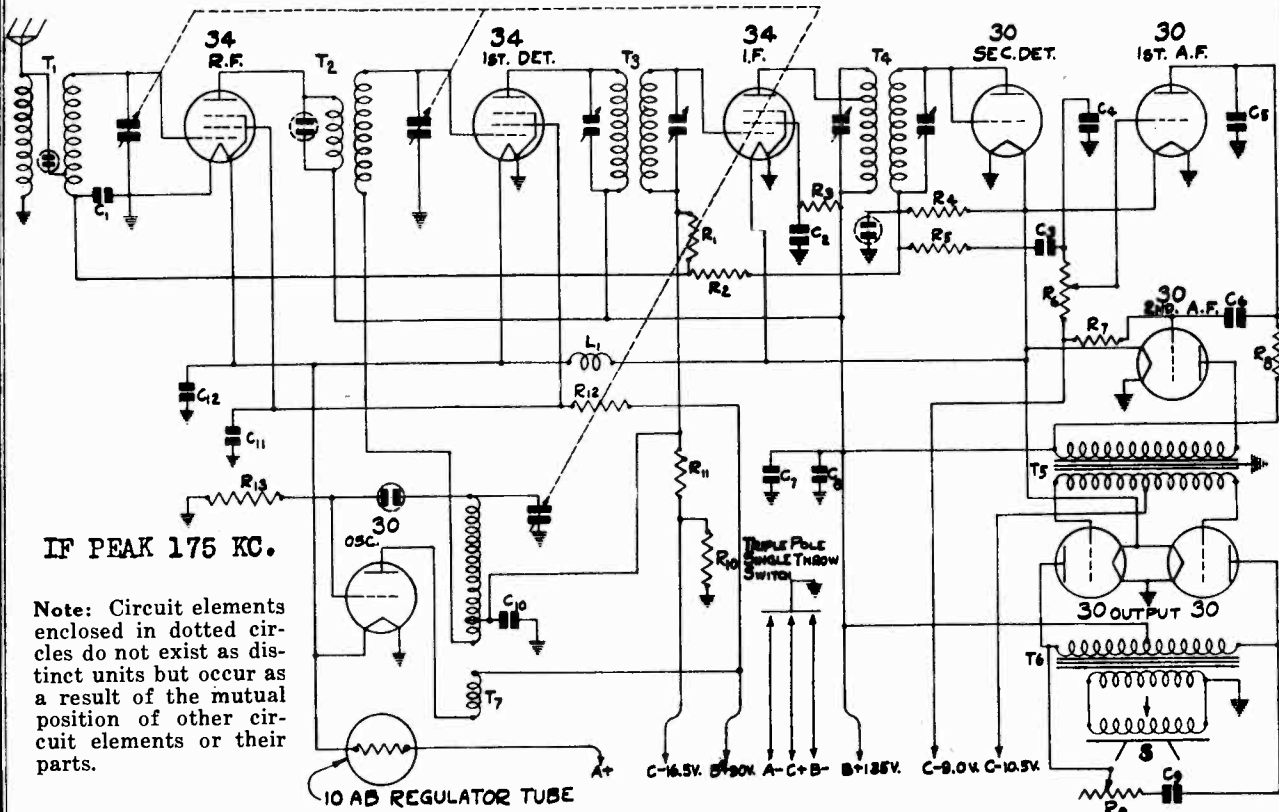 34
R.F.
34
1ST. DET.
34
I.F.
30
SEC. DET.
30
1ST. A.F.
T1
T2
T3
T4
C1
C2
C3
C4
C5
R1
R2
R3
R4
R5
R6
R7
R8
30
2ND. A.F.
C6
L1
C12
C11
R12
R11
R10
R13
C7
C8
T5
30
OSC.
C10
T7
TRIPLE POLE
SINGLE THROW
SWITCH
30 OUTPUT 30
T6
S
C9
R9
IF PEAK 175 KC.
Note: Circuit elements
enclosed in dotted cir-
cles do not exist as dis-
tinct units but occur as
a result of the mutual
position of other cir-
cuit elements or their
parts.
10 AB REGULATOR TUBE
A+ C-16.5V. B+90V. A- C+ B- B+135V. C-9.0V. C-10.5V.